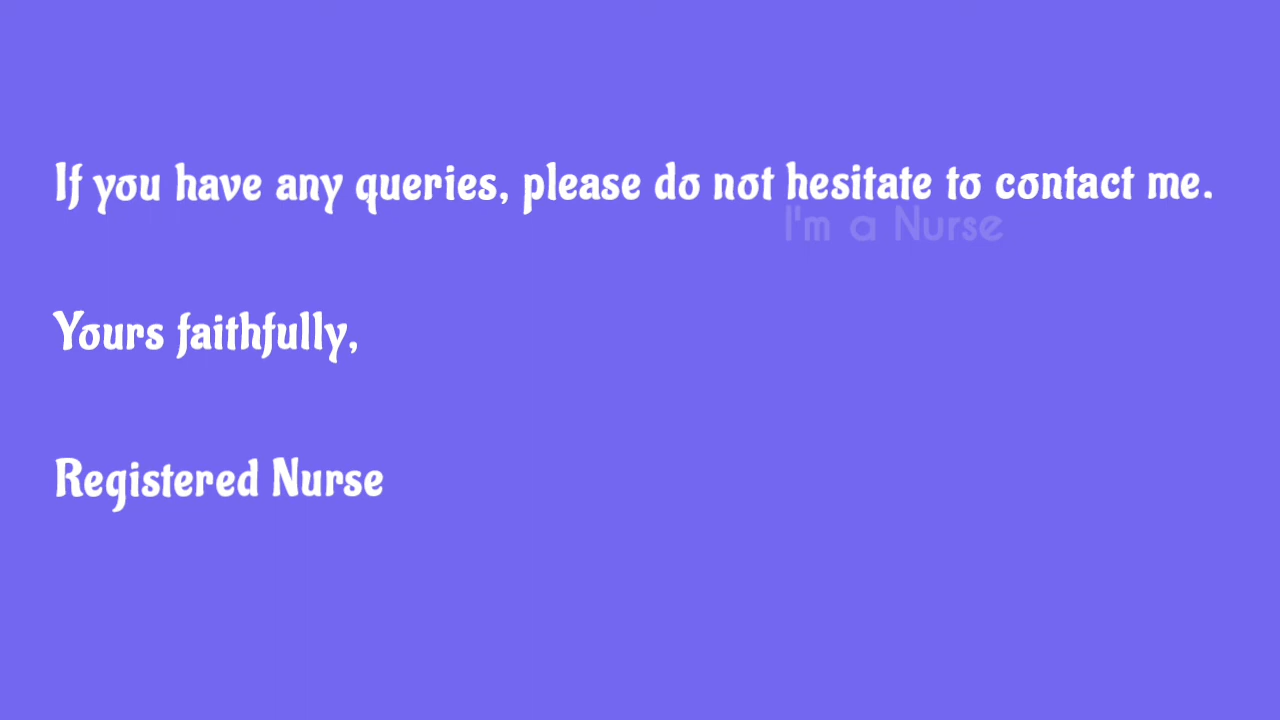 If you have any queries, please do not hesitate to contact me.
I'm a Nurse
Yours faithfully,
Registered Nurse